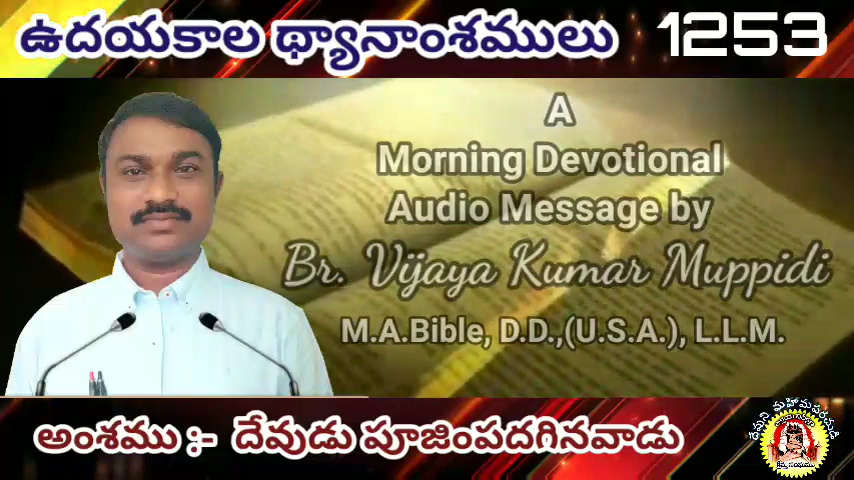 ఉదయకాల ధ్యానాంశములు 1253
A
Morning Devotional
Audio Message by
Br. Vijaya Kumar Muppidi
M.A.Bible, D.D.,(U.S.A.), L.L.M.
అంశము :- దేవుడు పూజింపదగినవాడు